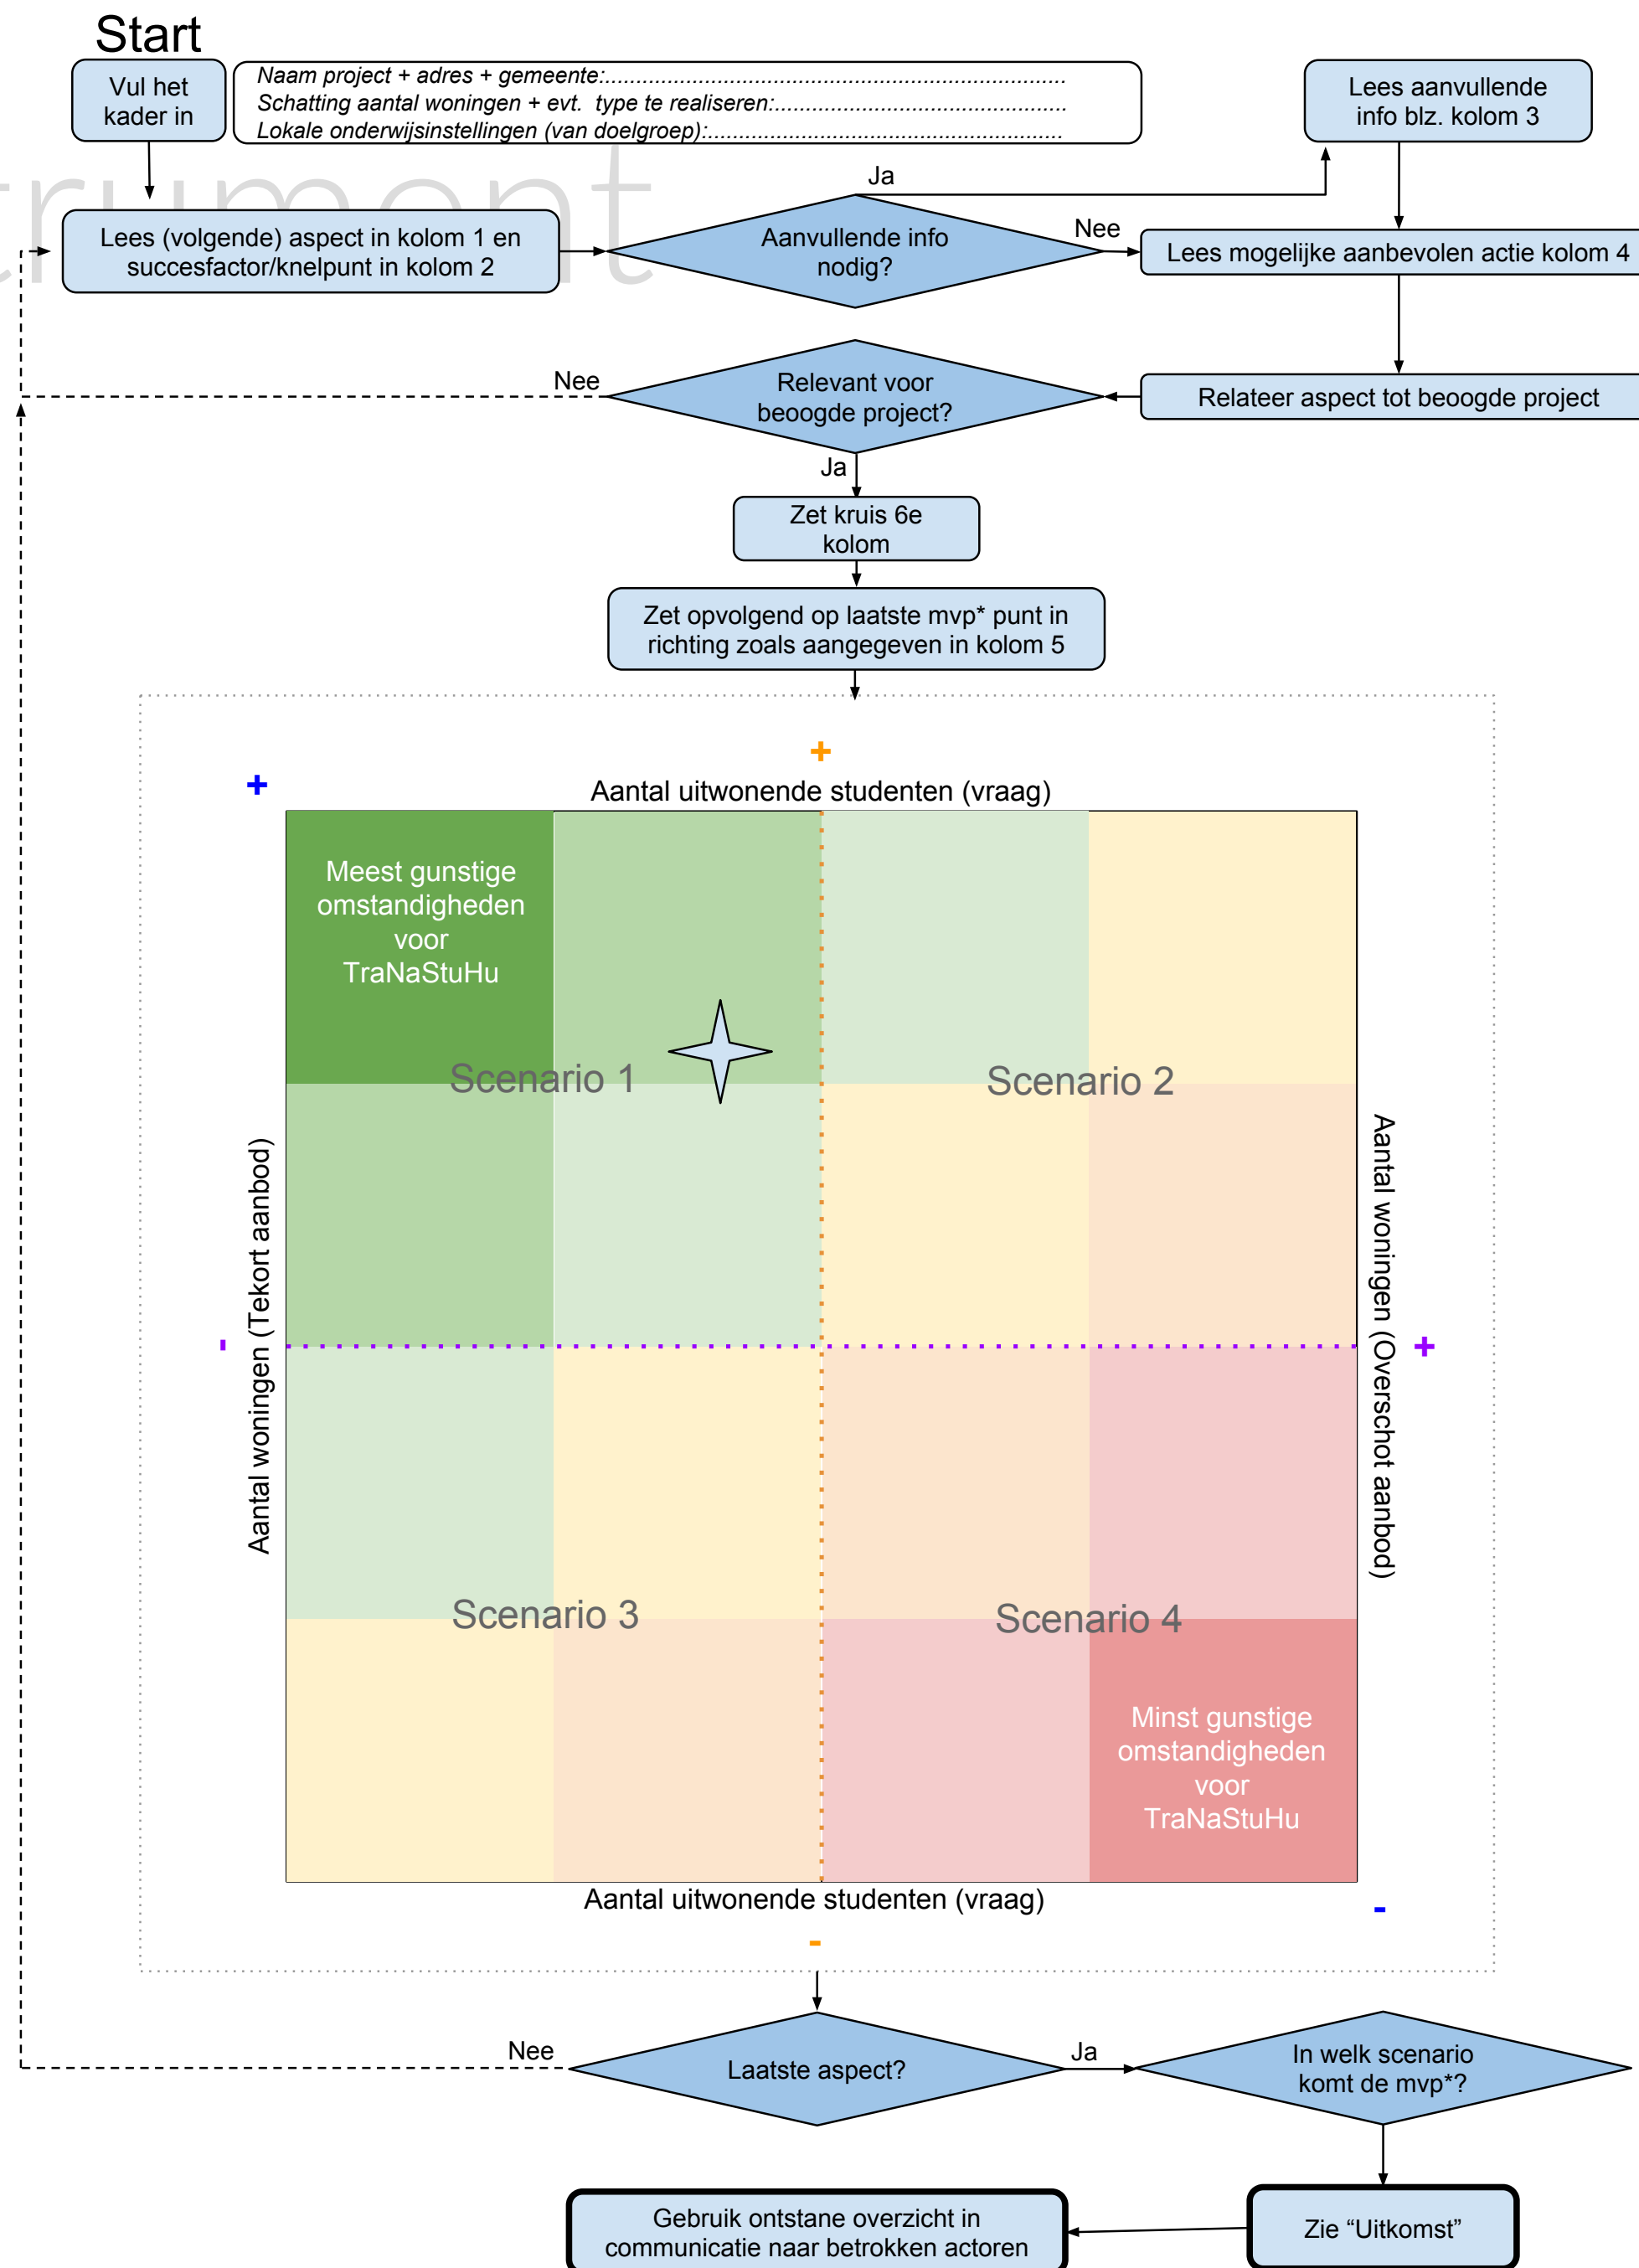 Start
Vul het
kader in
Naam project + adres + gemeente:..........................................................................
Schatting aantal woningen + evt. type te realiseren:...............................................
Lokale onderwijsinstellingen (van doelgroep):.........................................................
Lees aanvullende
info blz. kolom 3
trument
Ja
Lees (volgende) aspect in kolom 1 en
succesfactor/knelpunt in kolom 2
Aanvullende info
nodig?
Nee
Lees mogelijke aanbevolen actie kolom 4
Nee
Relevant voor
beoogde project?
Relateer aspect tot beoogde project
Ja
Zet kruis 6e
kolom
Zet opvolgend op laatste mvp* punt in
richting zoals aangegeven in kolom 5
+
+
Aantal uitwonende studenten (vraag)
Meest gunstige
omstandigheden
voor
TraNaStuHu
Scenario 1
Scenario 2
Aantal woningen (Tekort aanbod)
Aantal woningen (Overschot aanbod)
-
+
Scenario 3
Scenario 4
Minst gunstige
omstandigheden
voor
TraNaStuHu
Aantal uitwonende studenten (vraag)
-
-
Nee
Laatste aspect?
Ja
In welk scenario
komt de mvp*?
Gebruik ontstane overzicht in
communicatie naar betrokken actoren
Zie “Uitkomst”